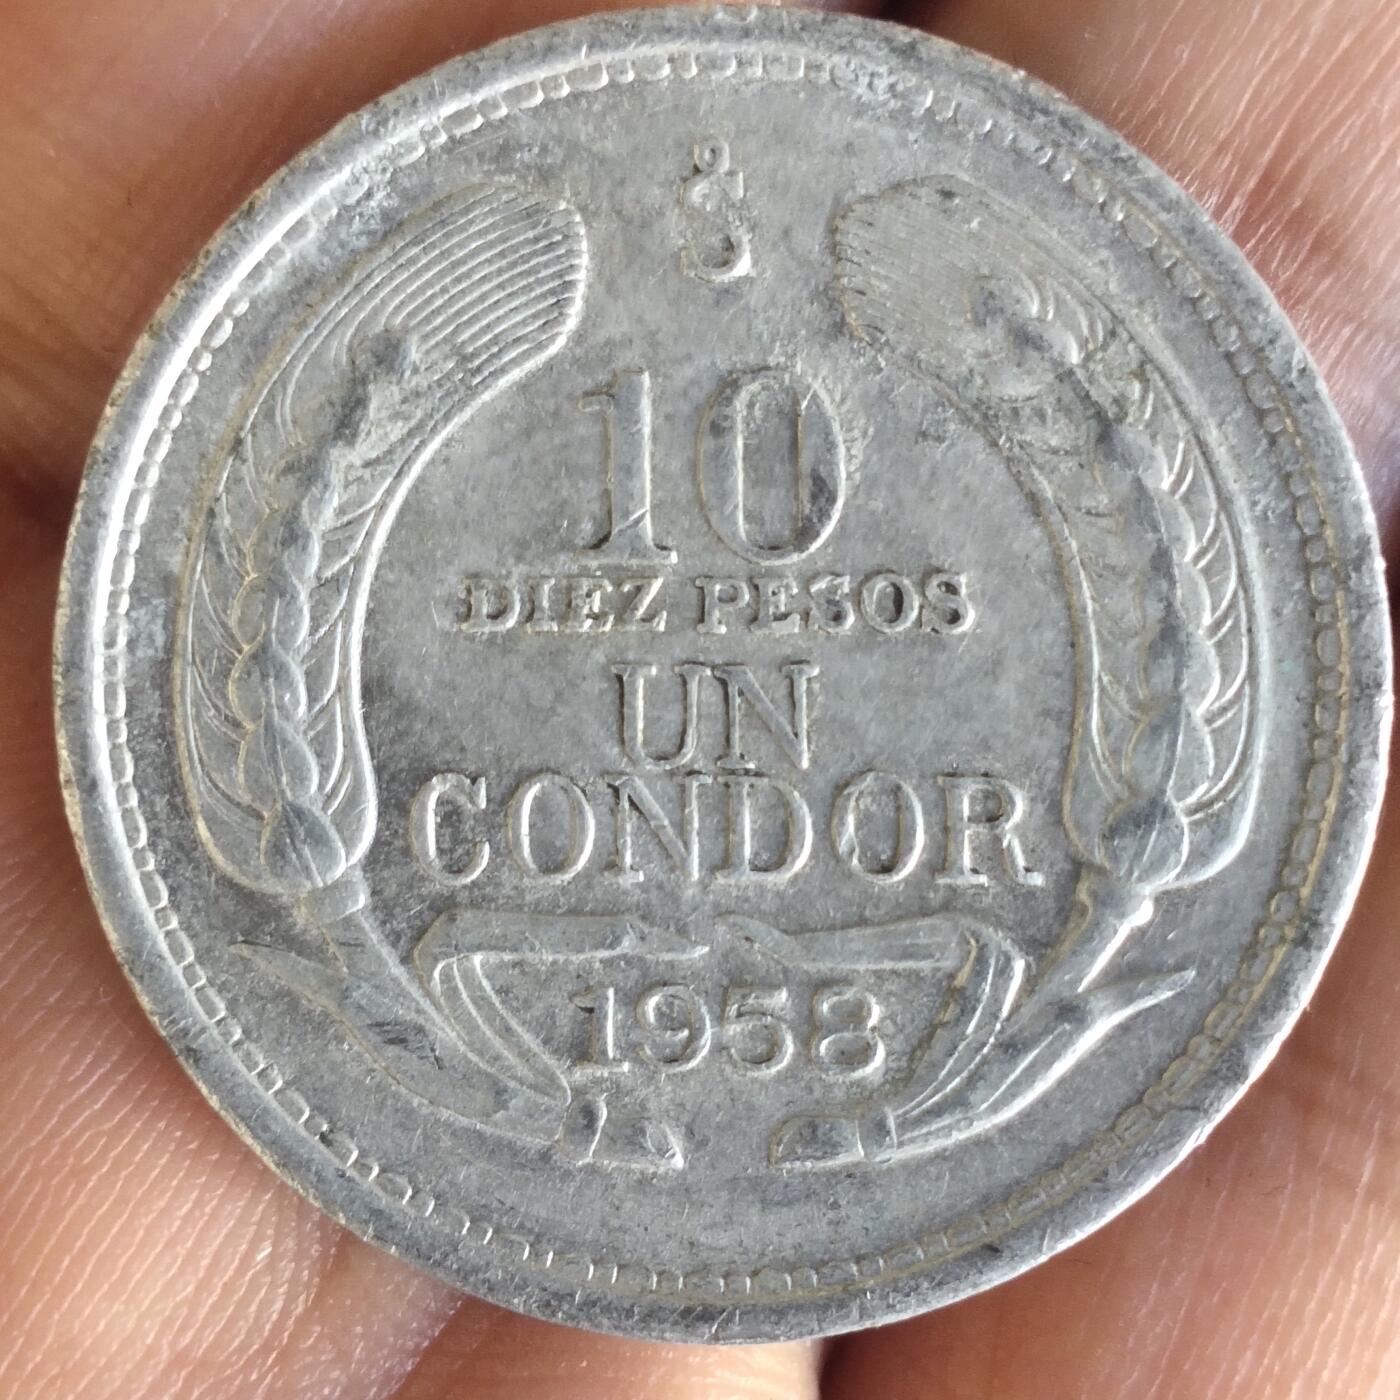 S°
10
DIEZ PESOS
UN
CONDOR
1958